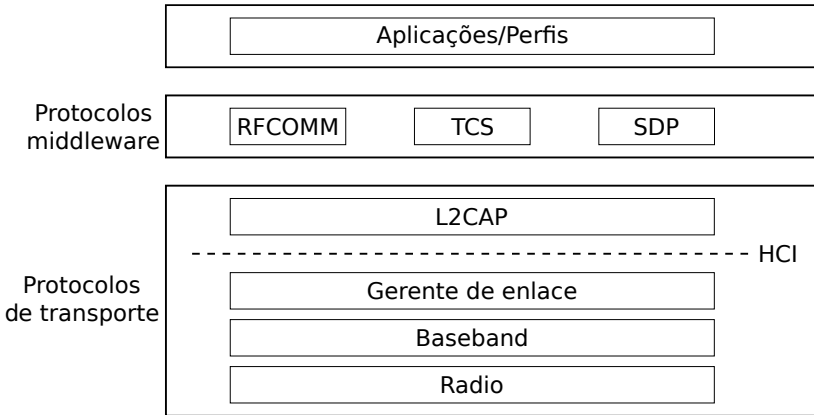 Aplicações/Perfis
Protocolos
middleware
RFCOMM
TCS
SDP
L2CAP
HCI
Protocolos
de transporte
Gerente de enlace
Baseband
Radio